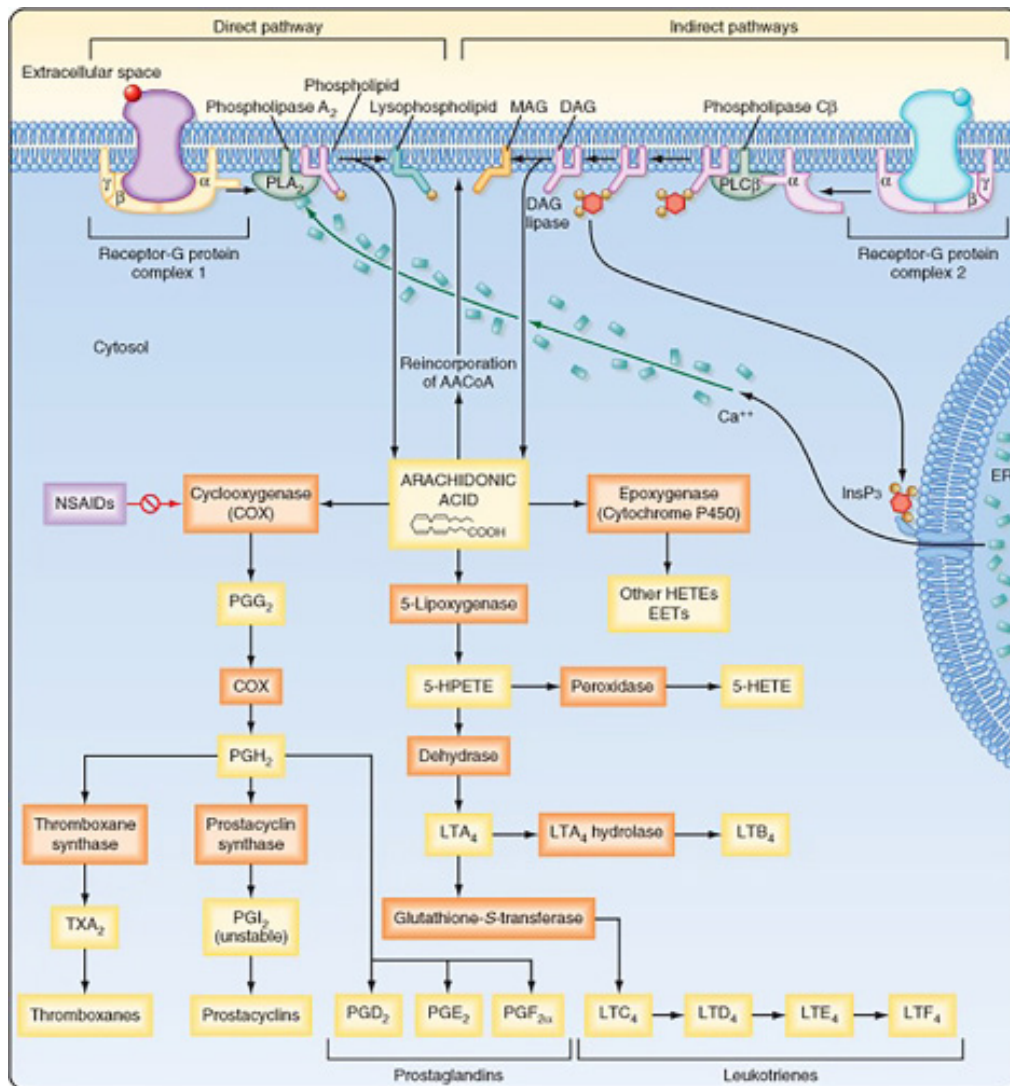 Direct pathway
Indirect pathways
Extracellular space
Phospholipid
Phospholipase A₂
Lysophospholipid
MAG
DAG
Phospholipase Cβ
γ
β
α
PLA₂
PLCβ
α
α
β
γ
DAG
lipase
Receptor-G protein
complex 1
Receptor-G protein
complex 2
Cytosol
Reincorporation
of AACoA
Ca⁺⁺
InsP₃
ER
NSAIDs
Cyclooxygenase
(COX)
ARACHIDONIC
ACID
COOH
Epoxygenase
(Cytochrome P450)
PGG₂
5-Lipoxygenase
Other HETEs
EETs
COX
5-HPETE
Peroxidase
5-HETE
PGH₂
Dehydrase
Thromboxane
synthase
Prostacyclin
synthase
LTA₄
LTA₄ hydrolase
LTB₄
TXA₂
PGI₂
(unstable)
Glutathione-S-transferase
Thromboxanes
Prostacyclins
PGD₂
PGE₂
PGF₂α
LTC₄
LTD₄
LTE₄
LTF₄
Prostaglandins
Leukotrienes